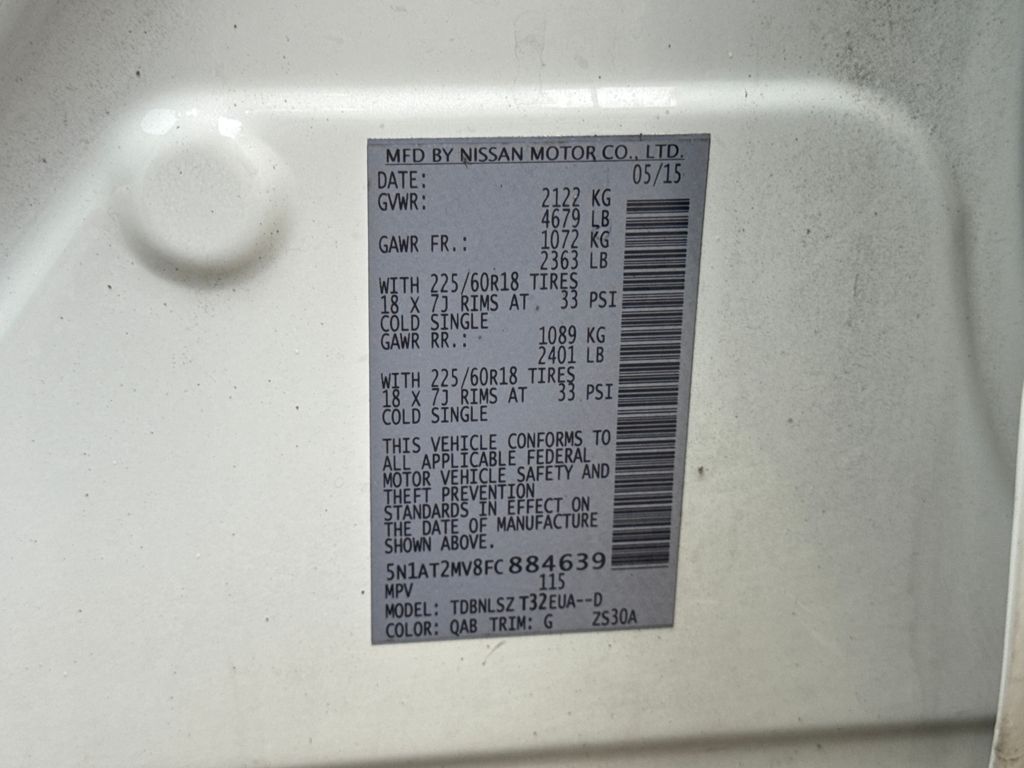 MFD BY NISSAN MOTOR CO., LTD.
DATE: 05/15
GVWR: 2122 KG
4679 LB
GAWR FR.: 1072 KG
2363 LB
WITH 225/60R18 TIRES
18 X 7J RIMS AT 33 PSI
COLD SINGLE
GAWR RR.: 1089 KG
2401 LB
WITH 225/60R18 TIRES
18 X 7J RIMS AT 33 PSI
COLD SINGLE
THIS VEHICLE CONFORMS TO
ALL APPLICABLE FEDERAL
MOTOR VEHICLE SAFETY AND
THEFT PREVENTION
STANDARDS IN EFFECT ON
THE DATE OF MANUFACTURE
SHOWN ABOVE.
5N1AT2MV8FC884639
MPV 115
MODEL: TDBNLSZ T32EUA--D
COLOR: QAB TRIM: G ZS30A